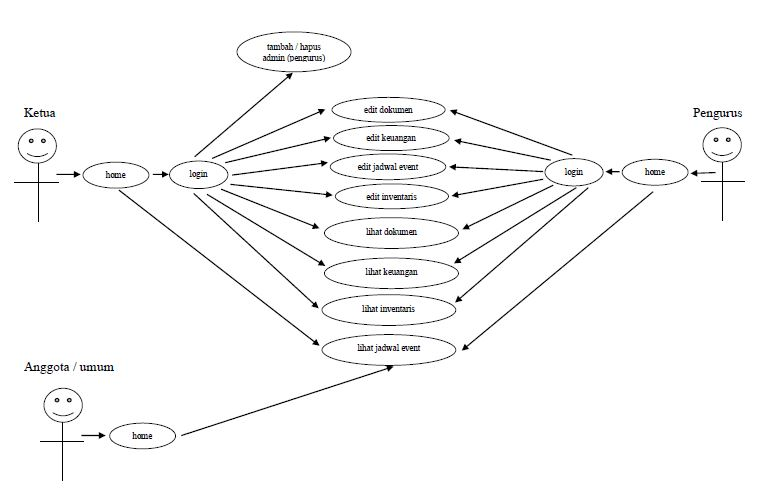 tambah / hapus
admin (pengurus)
Ketua
Pengurus
edit dokumen
edit keuangan
edit jadwal event
edit inventaris
home
login
login
home
lihat dokumen
lihat keuangan
lihat inventaris
lihat jadwal event
Anggota / umum
home